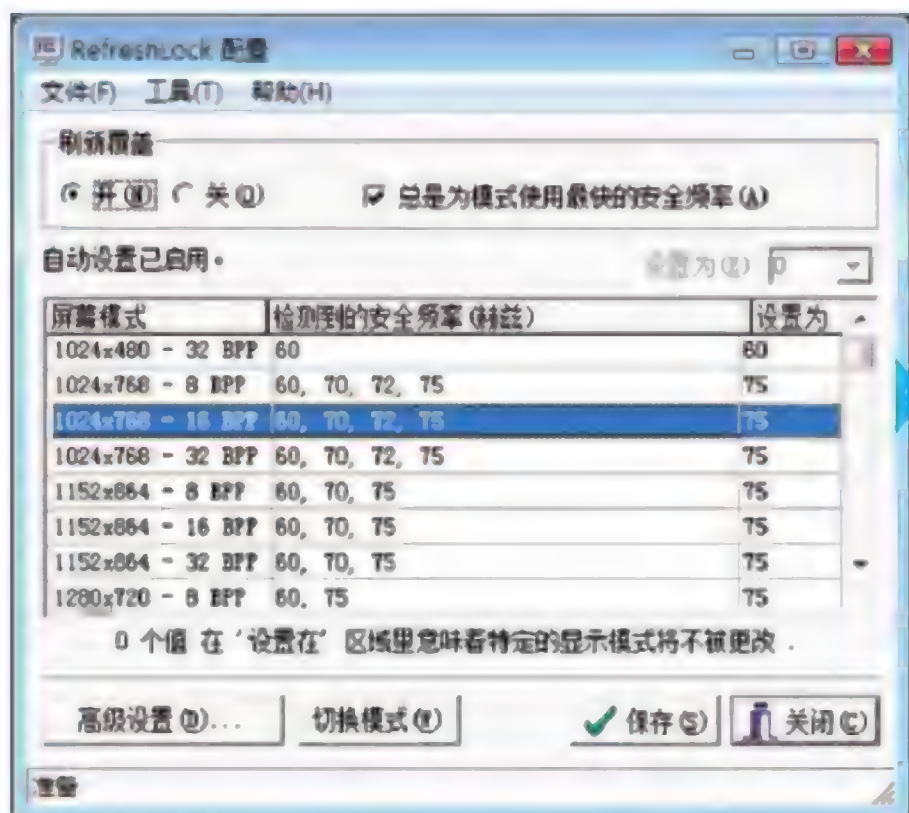 RefreshLock 配置
文件(F) 工具(T) 帮助(H)
刷新覆盖
开(N) 关(O) 总是为模式使用最快的安全频率(A)
自动设置已启用。 设置为(E) 0
屏幕模式 检测到的安全频率(赫兹) 设置为
1024x480 - 32 BPP 60 60
1024x768 - 8 BPP 60, 70, 72, 75 75
1024x768 - 16 BPP 60, 70, 72, 75 75
1024x768 - 32 BPP 60, 70, 72, 75 75
1152x864 - 8 BPP 60, 70, 75 75
1152x864 - 16 BPP 60, 70, 75 75
1152x864 - 32 BPP 60, 70, 75 75
1280x720 - 8 BPP 60, 75 75
0 个值 在 '设置在' 区域里意味着特定的显示模式将不被更改 .
高级设置(D)... 切换模式 保存(S) 关闭(C)
准备